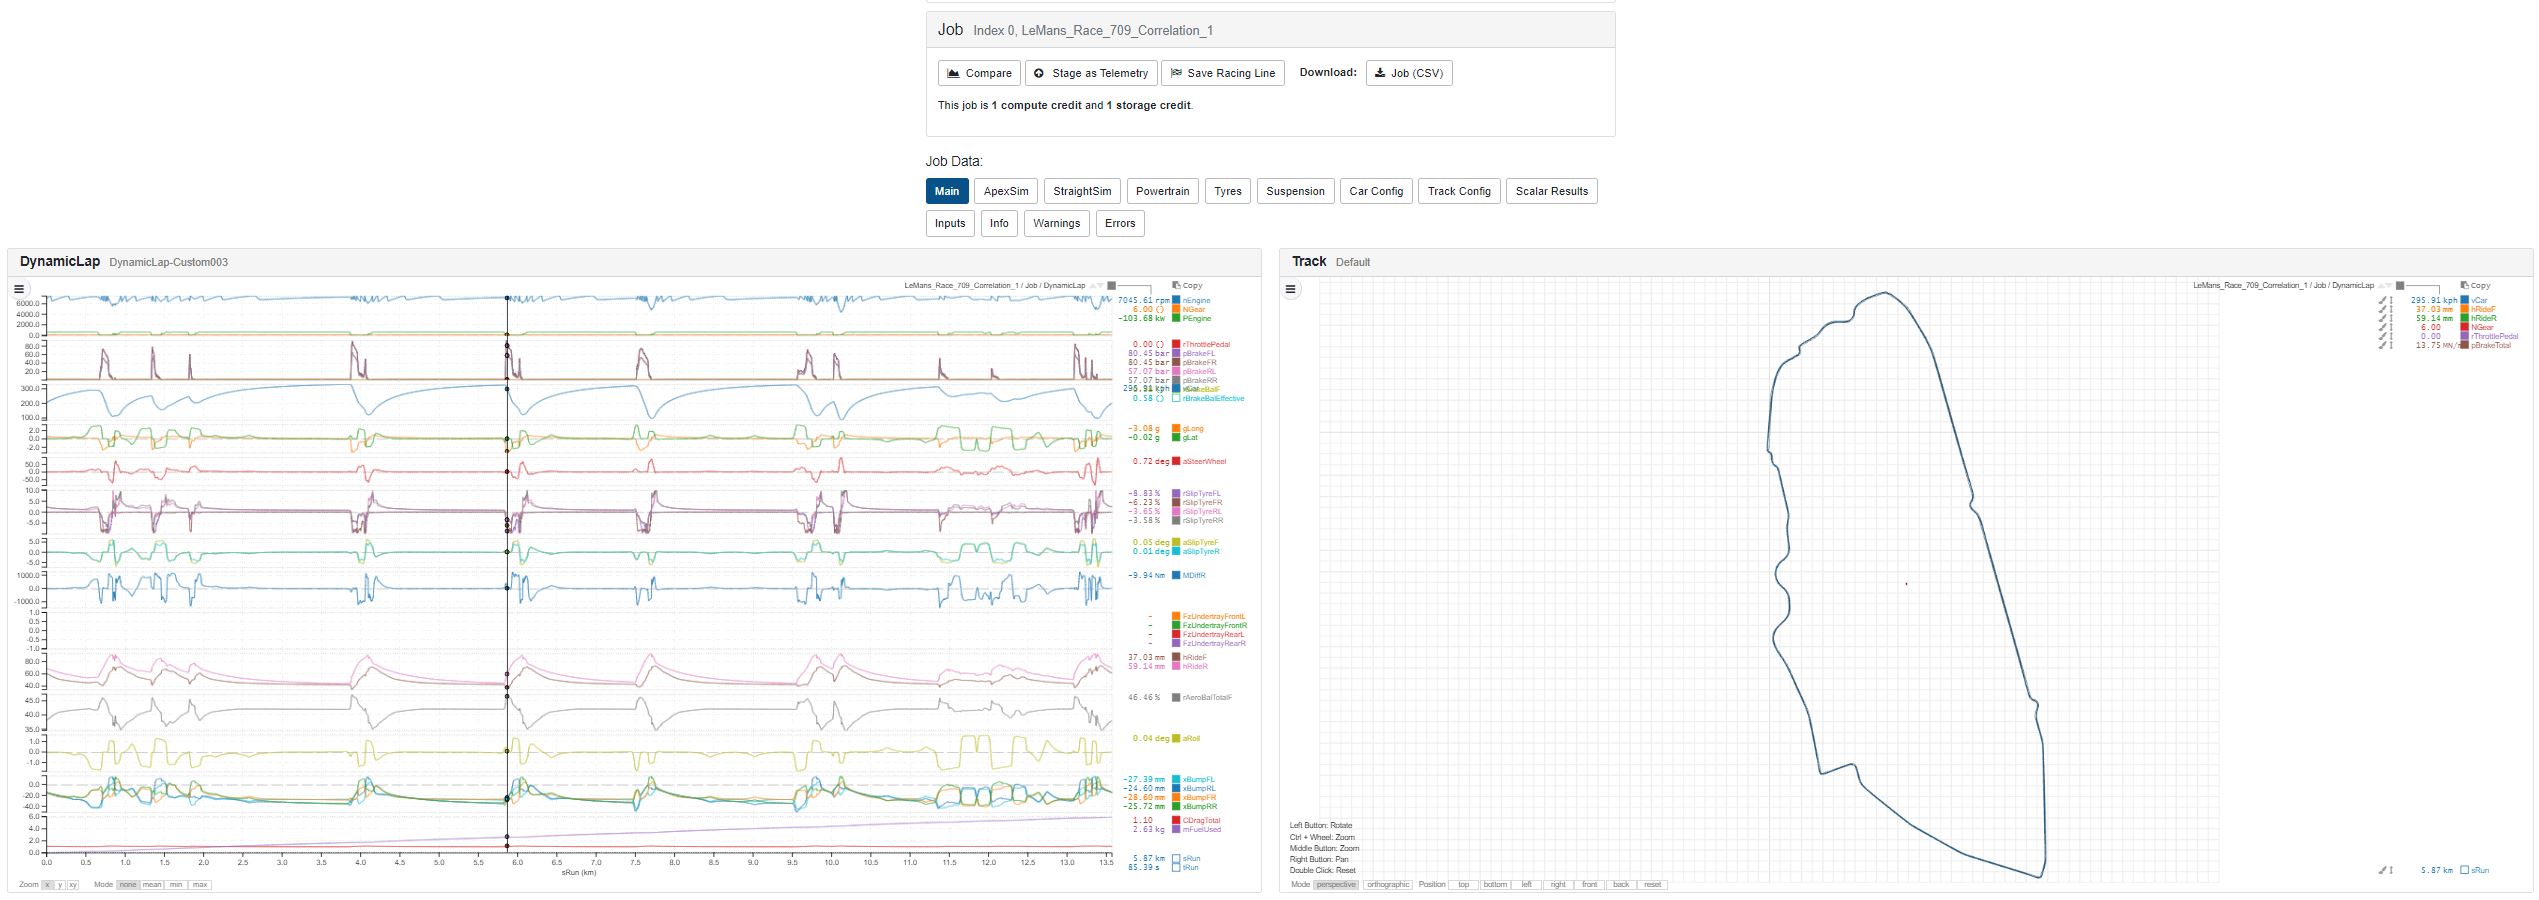 Job Index 0, LeMans_Race_709_Correlation_1
Compare Stage as Telemetry Save Racing Line Download: Job (CSV)
This job is 1 compute credit and 1 storage credit.
Job Data:
Main ApexSim StraightSim Powertrain Tyres Suspension Car Config Track Config Scalar Results
Inputs Info Warnings Errors
DynamicLap DynamicLap-Custom003
LeMans_Race_709_Correlation_1 / Job / DynamicLap Copy
7045.61 rpm nEngine
6.00 () NGear
-103.68 kW PEngine
6000.0
4000.0
2000.0
0.0
0.00 () rThrottlePedal
80.45 bar pBrakeFL
80.45 bar pBrakeFR
57.07 bar pBrakeRL
57.07 bar pBrakeRR
80.0
60.0
40.0
20.0
295.91 kph
0.58 () rBrakeBalEffective
300.0
200.0
100.0
-3.08 g gLong
-0.02 g gLat
2.0
0.0
-2.0
0.72 deg aSteerWheel
50.0
0.0
-50.0
-8.83 % rSlipTyreFL
-6.23 % rSlipTyreFR
-3.65 % rSlipTyreRL
-3.58 % rSlipTyreRR
10.0
5.0
0.0
-5.0
0.05 deg aSlipTyreF
0.01 deg aSlipTyreR
5.0
0.0
-5.0
-9.94 Nm MDiffR
1000.0
0.0
-1000.0
- FzUndertrayFrontL
- FzUndertrayFrontR
- FzUndertrayRearL
- FzUndertrayRearR
1.0
0.5
0.0
-0.5
-1.0
37.03 mm hRideF
59.14 mm hRideR
80.0
60.0
40.0
46.46 % rAeroBalTotalF
45.0
40.0
35.0
0.04 deg aRoll
1.0
0.0
-1.0
-27.39 mm xBumpFL
-24.60 mm xBumpRL
-28.60 mm xBumpFR
-25.72 mm xBumpRR
0.0
-20.0
-40.0
1.10 CDragTotal
2.63 kg mFuelUsed
6.0
4.0
2.0
0.0
0.0 0.5 1.0 1.5 2.0 2.5 3.0 3.5 4.0 4.5 5.0 5.5 6.0 6.5 7.0 7.5 8.0 8.5 9.0 9.5 10.0 10.5 11.0 11.5 12.0 12.5 13.0 13.5
sRun (km)
5.87 km sRun
85.39 s tRun
Zoom x y xy Mode none mean min max
Track Default
LeMans_Race_709_Correlation_1 / Job / DynamicLap Copy
295.91 kph vCar
37.03 mm hRideF
59.14 mm hRideR
6.00 NGear
0.00 rThrottlePedal
13.75 pBrakeTotal
Left Button: Rotate
Ctrl + Wheel: Zoom
Middle Button: Zoom
Right Button: Pan
Double Click: Reset
5.87 km sRun
Mode perspective orthographic Position top bottom left right front back reset